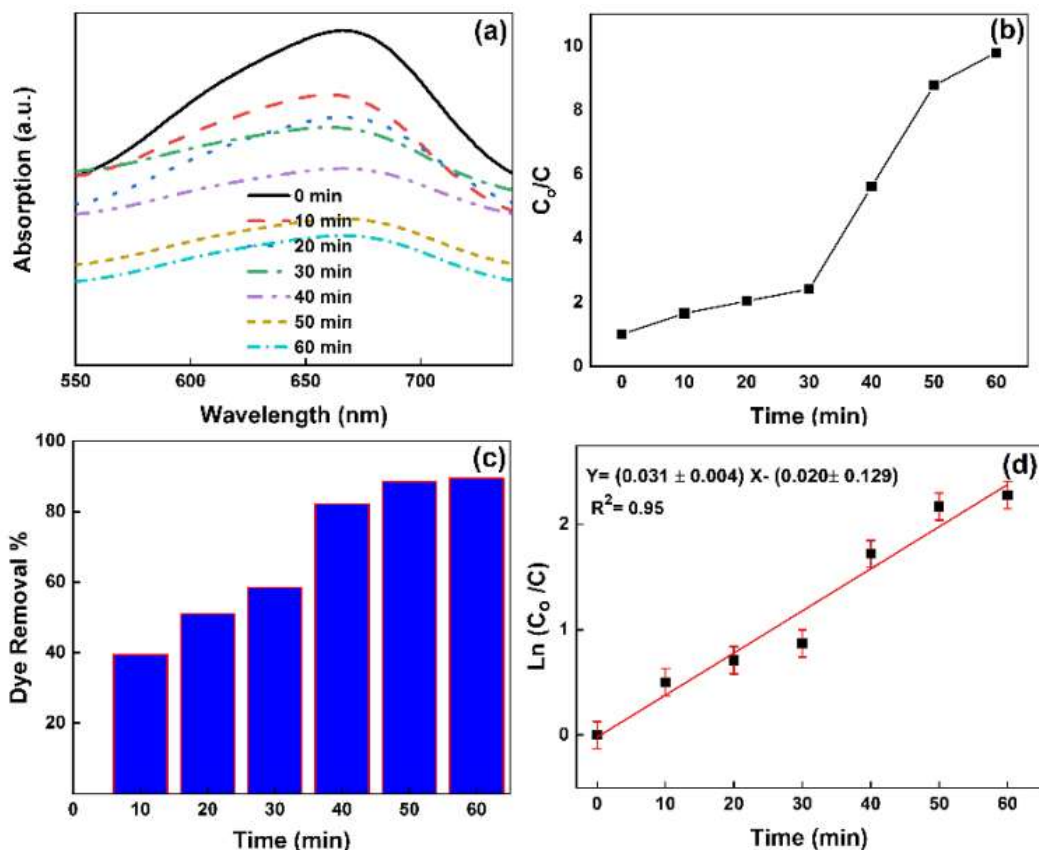 (a)
Absorption (a.u.)
0 min
10 min
20 min
30 min
40 min
50 min
60 min
550 600 650 700
Wavelength (nm)
(b)
C₀/C
10
8
6
4
2
0
0 10 20 30 40 50 60
Time (min)
(c)
Dye Removal %
100
80
60
40
20
0 10 20 30 40 50 60
Time (min)
(d)
Y= (0.031 ± 0.004) X- (0.020± 0.129)
R²= 0.95
Ln (C₀ /C)
2
1
0
0 10 20 30 40 50 60
Time (min)